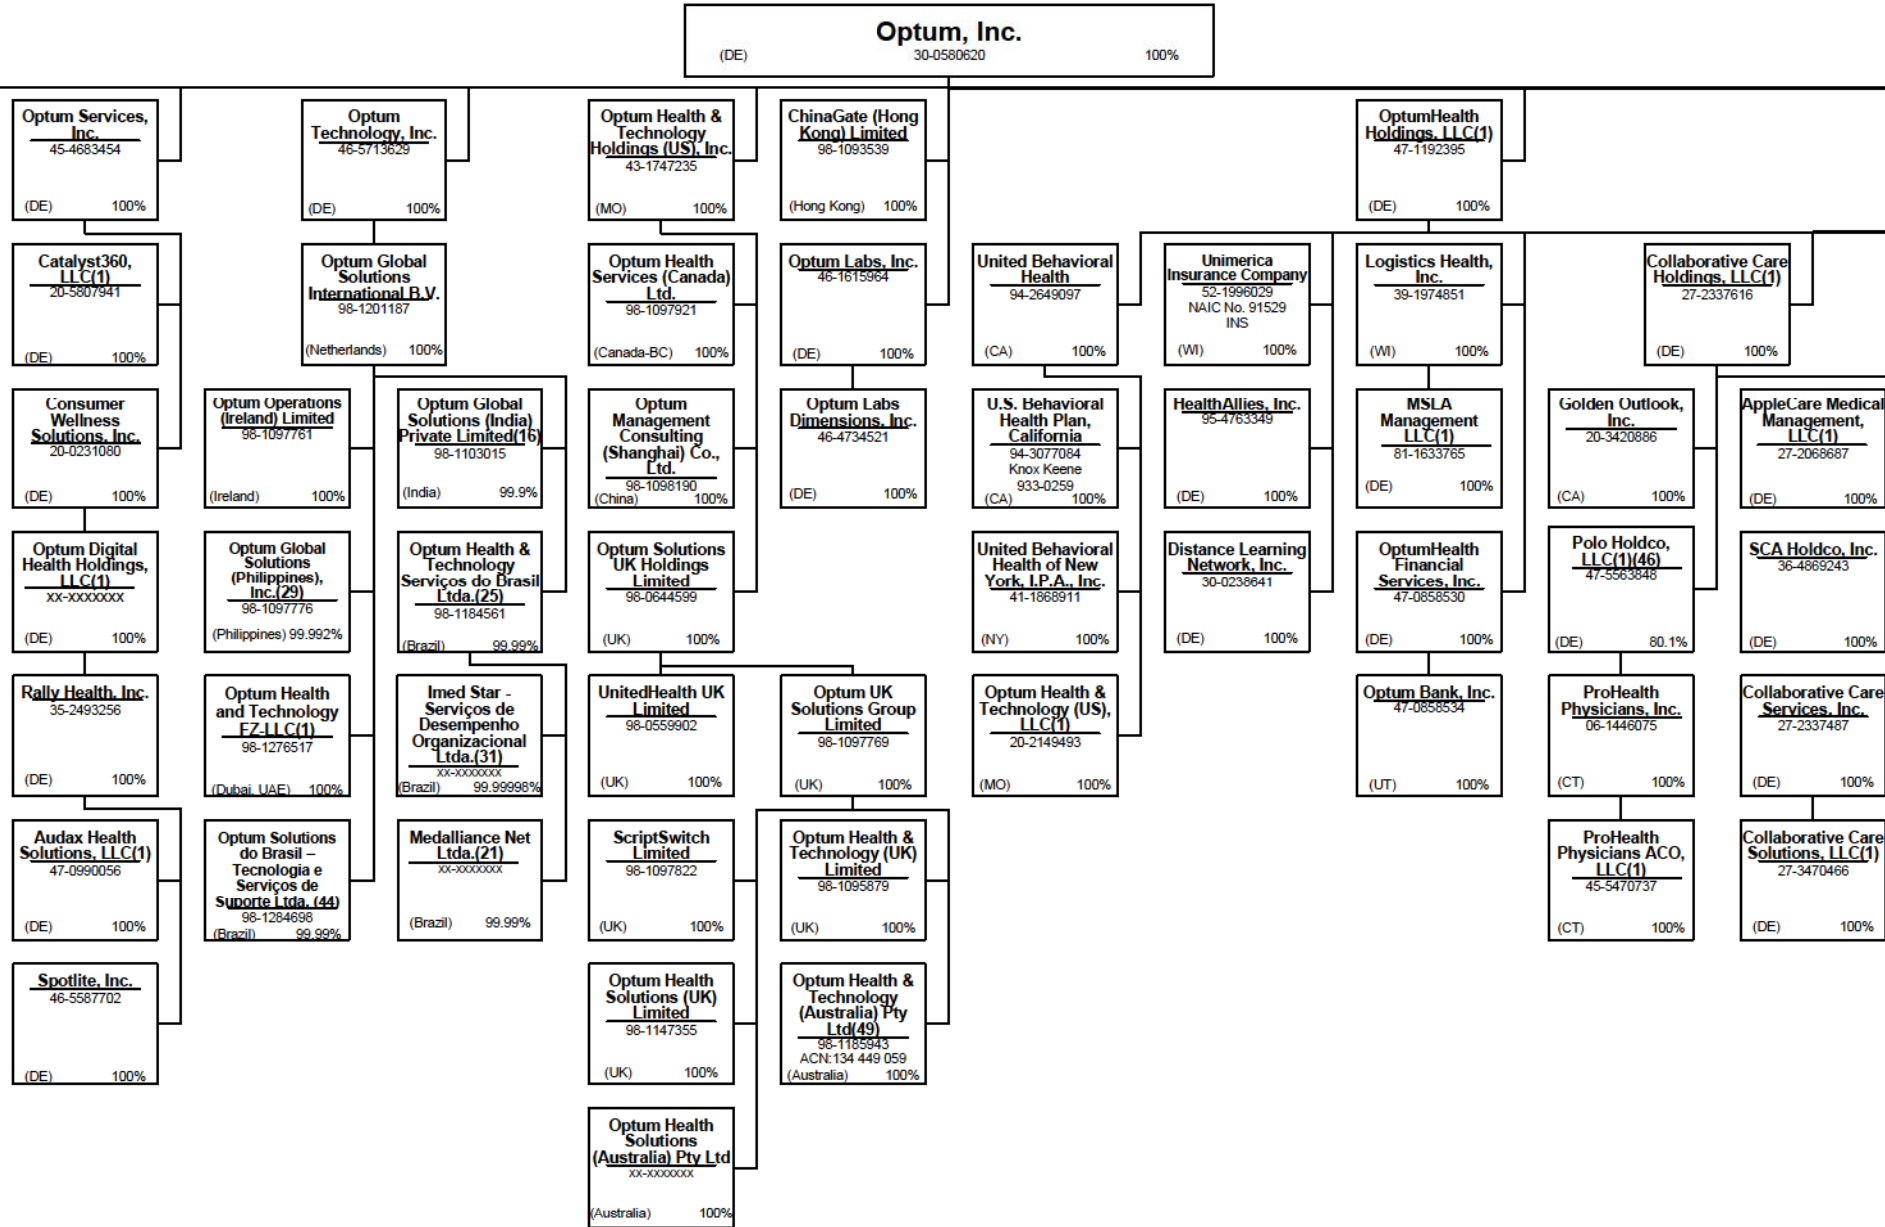 Optum, Inc.
(DE) 30-0580620 100%
Optum Services,
Inc.
45-4683454
(DE) 100%
Optum
Technology, Inc.
46-5713629
(DE) 100%
Optum Health &
Technology
Holdings (US), Inc.
43-1747235
(MO) 100%
ChinaGate (Hong
Kong) Limited
98-1093539
(Hong Kong) 100%
OptumHealth
Holdings, LLC(1)
47-1192395
(DE) 100%
Catalyst360,
LLC(1)
20-5807941
(DE) 100%
Optum Global
Solutions
International B.V.
98-1201187
(Netherlands) 100%
Optum Health
Services (Canada)
Ltd.
98-1097921
(Canada-BC) 100%
Optum Labs, Inc.
46-1615964
(DE) 100%
United Behavioral
Health
94-2649097
(CA) 100%
Unimerica
Insurance Company
52-1996029
NAIC No. 91529
INS
(WI) 100%
Logistics Health,
Inc.
39-1974851
(WI) 100%
Collaborative Care
Holdings, LLC(1)
27-2337616
(DE) 100%
Consumer
Wellness
Solutions, Inc.
20-0231080
(DE) 100%
Optum Operations
(Ireland) Limited
98-1097761
(Ireland) 100%
Optum Global
Solutions (India)
Private Limited(16)
98-1103015
(India) 99.9%
Optum
Management
Consulting
(Shanghai) Co.,
Ltd.
98-1098190
(China) 100%
Optum Labs
Dimensions, Inc.
46-4734521
(DE) 100%
U.S. Behavioral
Health Plan,
California
94-3077084
Knox Keene
933-0259
(CA) 100%
HealthAllies, Inc.
95-4763349
(DE) 100%
MSLA
Management
LLC(1)
81-1633765
(DE) 100%
Golden Outlook,
Inc.
20-3420886
(CA) 100%
AppleCare Medical
Management,
LLC(1)
27-2068687
(DE) 100%
Optum Digital
Health Holdings,
LLC(1)
xx-xxxxxxx
(DE) 100%
Optum Global
Solutions
(Philippines),
Inc.(29)
98-1097776
(Philippines) 99.992%
Optum Health &
Technology
Serviços do Brasil
Ltda.(25)
98-1184561
(Brazil) 99.99%
Optum Solutions
UK Holdings
Limited
98-0644599
(UK) 100%
United Behavioral
Health of New
York, I.P.A., Inc.
41-1868911
(NY) 100%
Distance Learning
Network, Inc.
30-0238641
(DE) 100%
OptumHealth
Financial
Services, Inc.
47-0858530
(DE) 100%
Polo Holdco,
LLC(1)(46)
47-5563848
(DE) 80.1%
SCA Holdco, Inc.
36-4869243
(DE) 100%
Rally Health, Inc.
35-2493256
(DE) 100%
Optum Health
and Technology
FZ-LLC(1)
98-1276517
(Dubai, UAE) 100%
Imed Star -
Serviços de
Desempenho
Organizacional
Ltda.(31)
xx-xxxxxxx
(Brazil) 99.99998%
UnitedHealth UK
Limited
98-0559902
(UK) 100%
Optum UK
Solutions Group
Limited
98-1097769
(UK) 100%
Optum Health &
Technology (US),
LLC(1)
20-2149493
(MO) 100%
Optum Bank, Inc.
47-0858534
(UT) 100%
ProHealth
Physicians, Inc.
06-1446075
(CT) 100%
Collaborative Care
Services, Inc.
27-2337487
(DE) 100%
Audax Health
Solutions, LLC(1)
47-0990056
(DE) 100%
Optum Solutions
do Brasil –
Tecnologia e
Serviços de
Suporte Ltda. (44)
98-1284698
(Brazil) 99.99%
Medalliance Net
Ltda.(21)
xx-xxxxxxx
(Brazil) 99.99%
ScriptSwitch
Limited
98-1097822
(UK) 100%
Optum Health &
Technology (UK)
Limited
98-1095879
(UK) 100%
ProHealth
Physicians ACO,
LLC(1)
45-5470737
(CT) 100%
Collaborative Care
Solutions, LLC(1)
27-3470466
(DE) 100%
Spotlite, Inc.
46-5587702
(DE) 100%
Optum Health
Solutions (UK)
Limited
98-1147355
(UK) 100%
Optum Health &
Technology
(Australia) Pty
Ltd(49)
98-1185943
ACN:134 449 059
(Australia) 100%
Optum Health
Solutions
(Australia) Pty Ltd
xx-xxxxxxx
(Australia) 100%